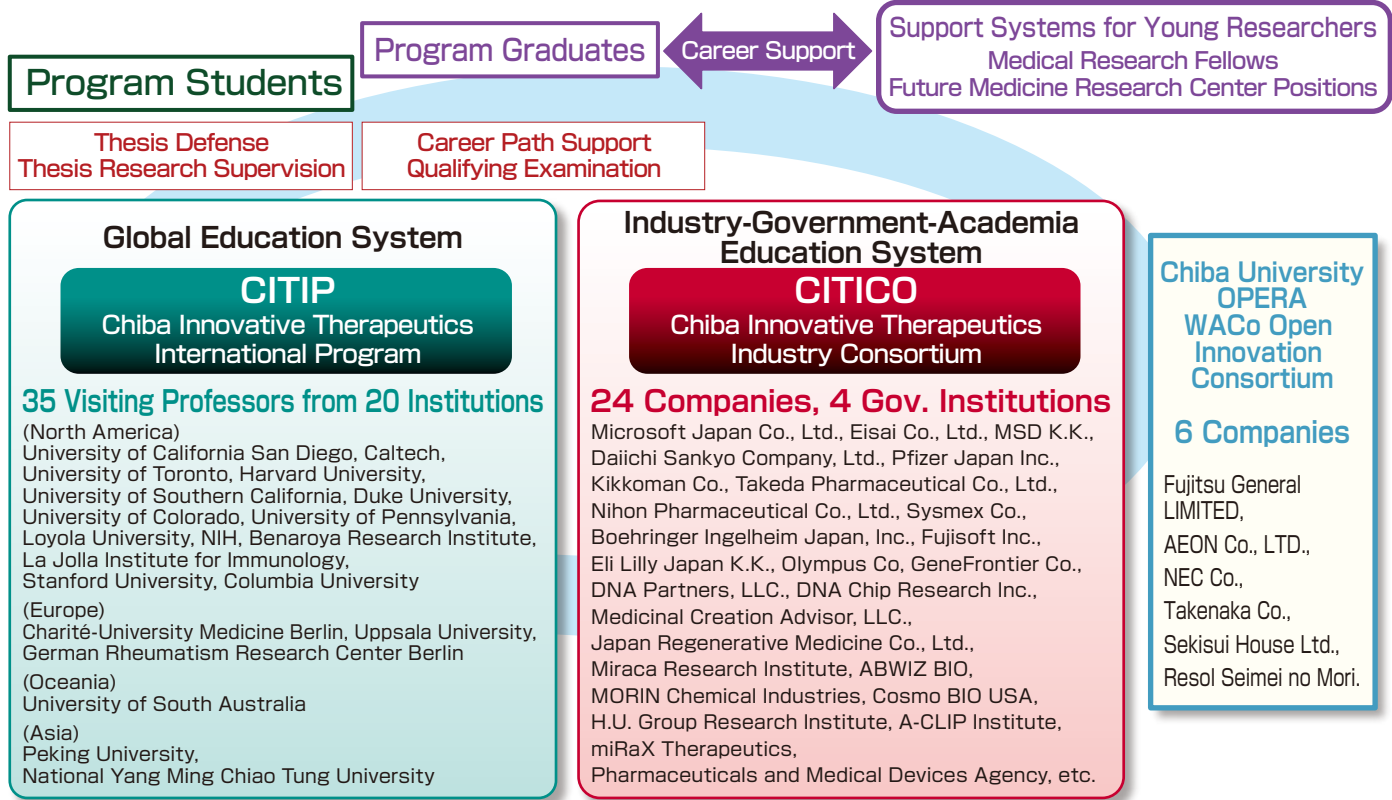 Program Graduates
Career Support
Support Systems for Young Researchers
Medical Research Fellows
Future Medicine Research Center Positions
Program Students
Thesis Defense
Thesis Research Supervision
Career Path Support
Qualifying Examination
Global Education System
CITIP
Chiba Innovative Therapeutics
International Program
35 Visiting Professors from 20 Institutions
(North America)
University of California San Diego, Caltech,
University of Toronto, Harvard University,
University of Southern California, Duke University,
University of Colorado, University of Pennsylvania,
Loyola University, NIH, Benaroya Research Institute,
La Jolla Institute for Immunology,
Stanford University, Columbia University
(Europe)
Charité-University Medicine Berlin, Uppsala University,
German Rheumatism Research Center Berlin
(Oceania)
University of South Australia
(Asia)
Peking University,
National Yang Ming Chiao Tung University
Industry-Government-Academia
Education System
CITICO
Chiba Innovative Therapeutics
Industry Consortium
24 Companies, 4 Gov. Institutions
Microsoft Japan Co., Ltd., Eisai Co., Ltd., MSD K.K.,
Daiichi Sankyo Company, Ltd., Pfizer Japan Inc.,
Kikkoman Co., Takeda Pharmaceutical Co., Ltd.,
Nihon Pharmaceutical Co., Ltd., Sysmex Co.,
Boehringer Ingelheim Japan, Inc., Fujisoft Inc.,
Eli Lilly Japan K.K., Olympus Co, GeneFrontier Co.,
DNA Partners, LLC., DNA Chip Research Inc.,
Medicinal Creation Advisor, LLC.,
Japan Regenerative Medicine Co., Ltd.,
Miraca Research Institute, ABWIZ BIO,
MORIN Chemical Industries, Cosmo BIO USA,
H.U. Group Research Institute, A-CLIP Institute,
miRaX Therapeutics,
Pharmaceuticals and Medical Devices Agency, etc.
Chiba University
OPERA
WACo Open
Innovation
Consortium
6 Companies
Fujitsu General
LIMITED,
AEON Co., LTD.,
NEC Co.,
Takenaka Co.,
Sekisui House Ltd.,
Resol Seimei no Mori.